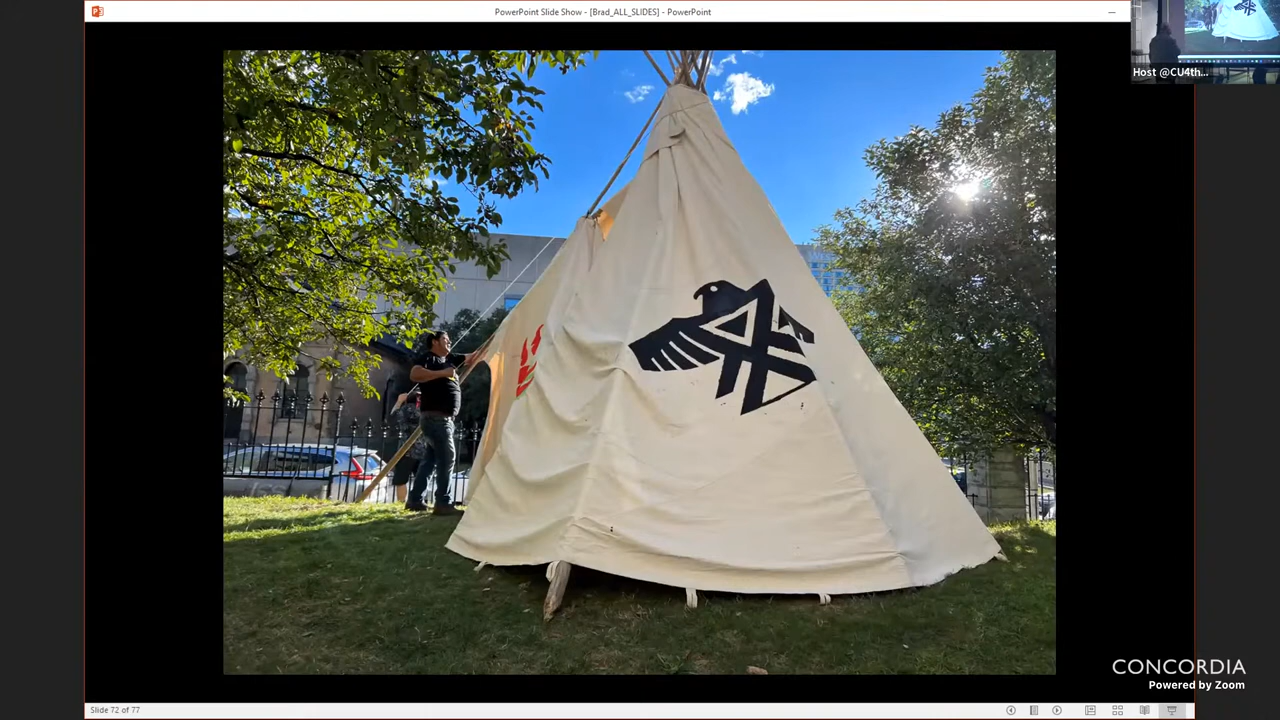 PowerPoint Slide Show - [Brad_ALL_SLIDES] - PowerPoint
Host @CU4th...
CONCORDIA
Powered by Zoom
Slide 72 of 77